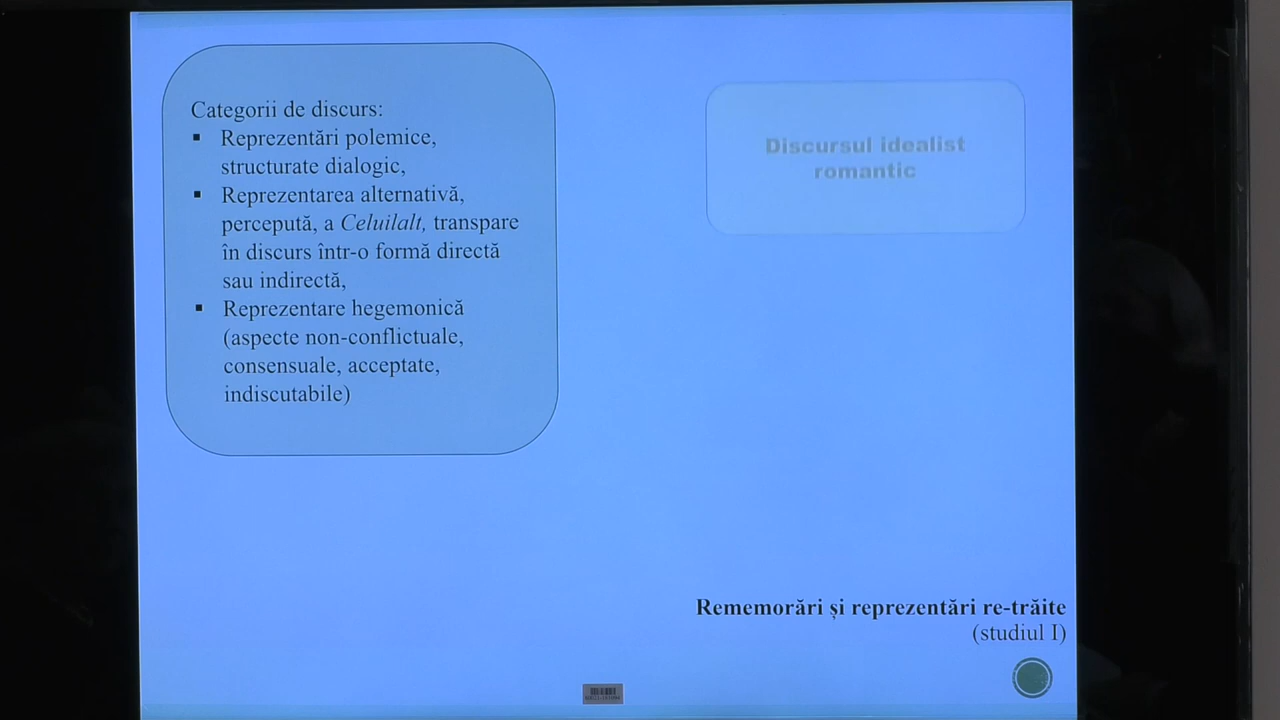 Categorii de discurs:
▪ Reprezentări polemice,
structurate dialogic,
▪ Reprezentarea alternativă,
percepută, a Celuilalt, transpare
în discurs într-o formă directă
sau indirectă,
▪ Reprezentare hegemonică
(aspecte non-conflictuale,
consensuale, acceptate,
indiscutabile)
Discursul idealist
romantic
Rememorări și reprezentări re-trăite
(studiul I)